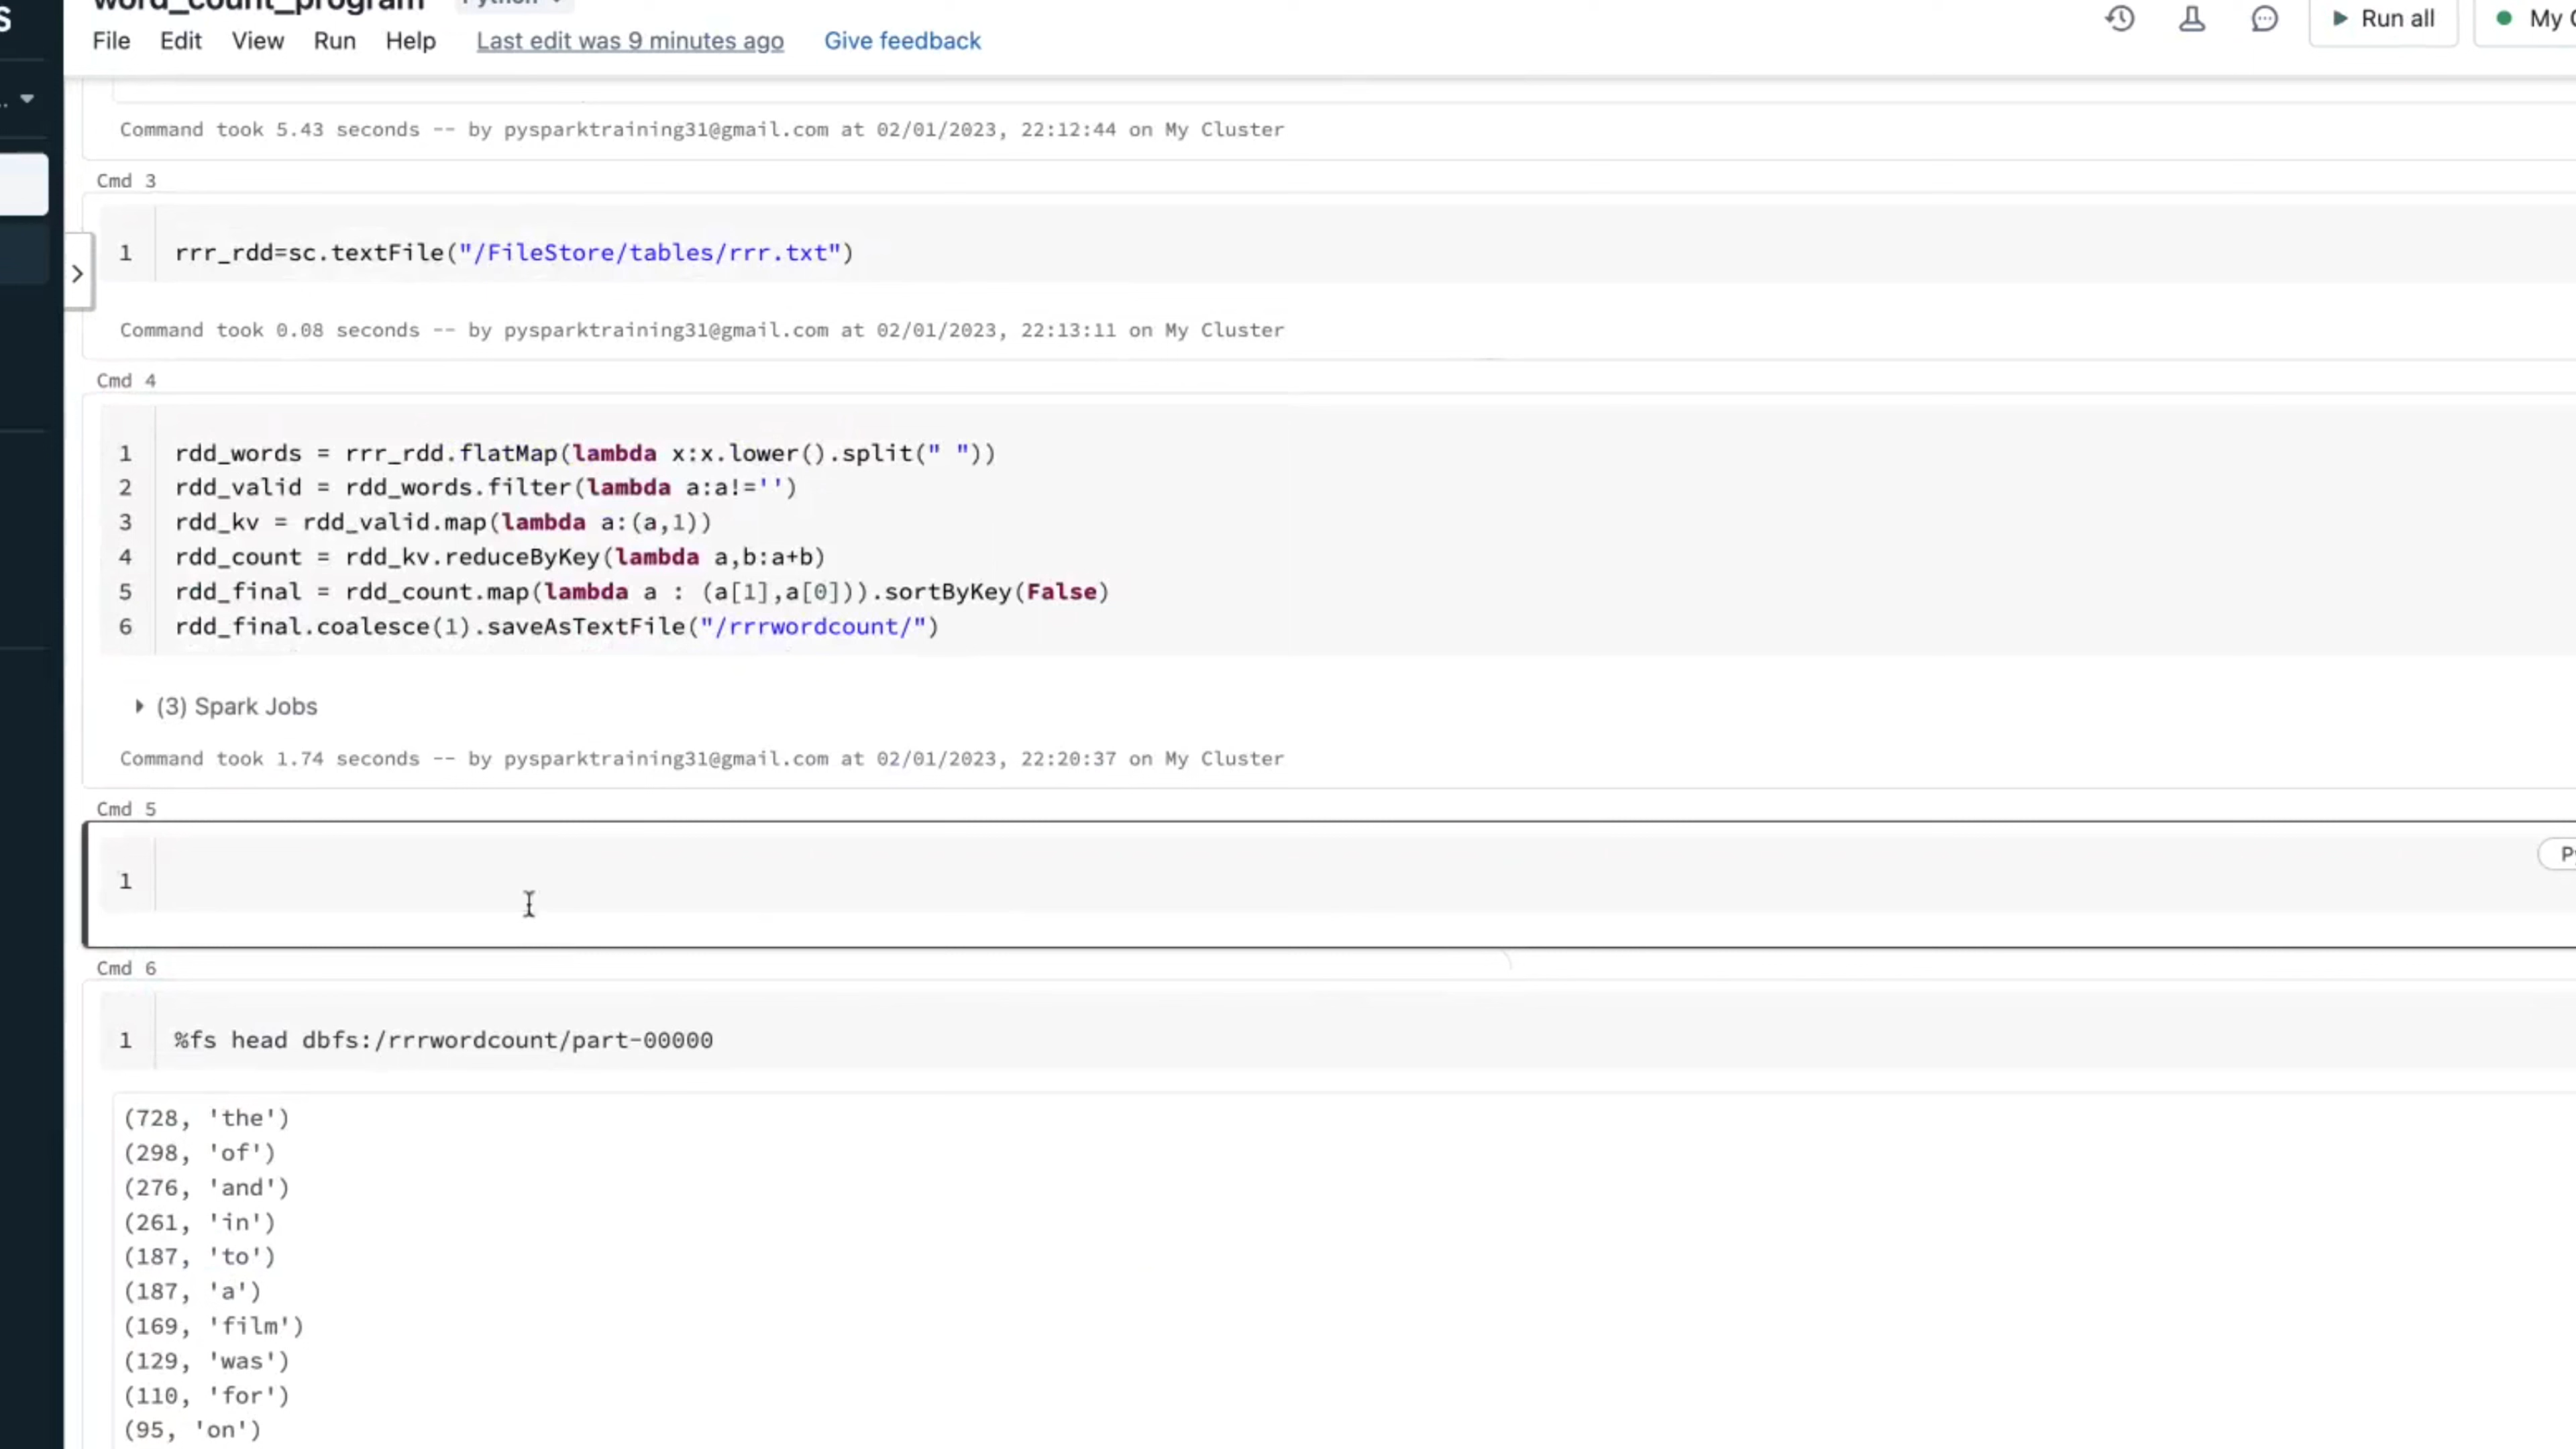 S
word_count_program Python
File Edit View Run Help Last edit was 9 minutes ago Give feedback Run all My
Command took 5.43 seconds -- by pysparktraining31@gmail.com at 02/01/2023, 22:12:44 on My Cluster
Cmd 3
1 rrr_rdd=sc.textFile("/FileStore/tables/rrr.txt")
Command took 0.08 seconds -- by pysparktraining31@gmail.com at 02/01/2023, 22:13:11 on My Cluster
Cmd 4
1 rdd_words = rrr_rdd.flatMap(lambda x:x.lower().split(" "))
2 rdd_valid = rdd_words.filter(lambda a:a!='')
3 rdd_kv = rdd_valid.map(lambda a:(a,1))
4 rdd_count = rdd_kv.reduceByKey(lambda a,b:a+b)
5 rdd_final = rdd_count.map(lambda a : (a[1],a[0])).sortByKey(False)
6 rdd_final.coalesce(1).saveAsTextFile("/rrrwordcount/")
(3) Spark Jobs
Command took 1.74 seconds -- by pysparktraining31@gmail.com at 02/01/2023, 22:20:37 on My Cluster
Cmd 5
1
Cmd 6
1 %fs head dbfs:/rrrwordcount/part-00000
(728, 'the')
(298, 'of')
(276, 'and')
(261, 'in')
(187, 'to')
(187, 'a')
(169, 'film')
(129, 'was')
(110, 'for')
(95, 'on')